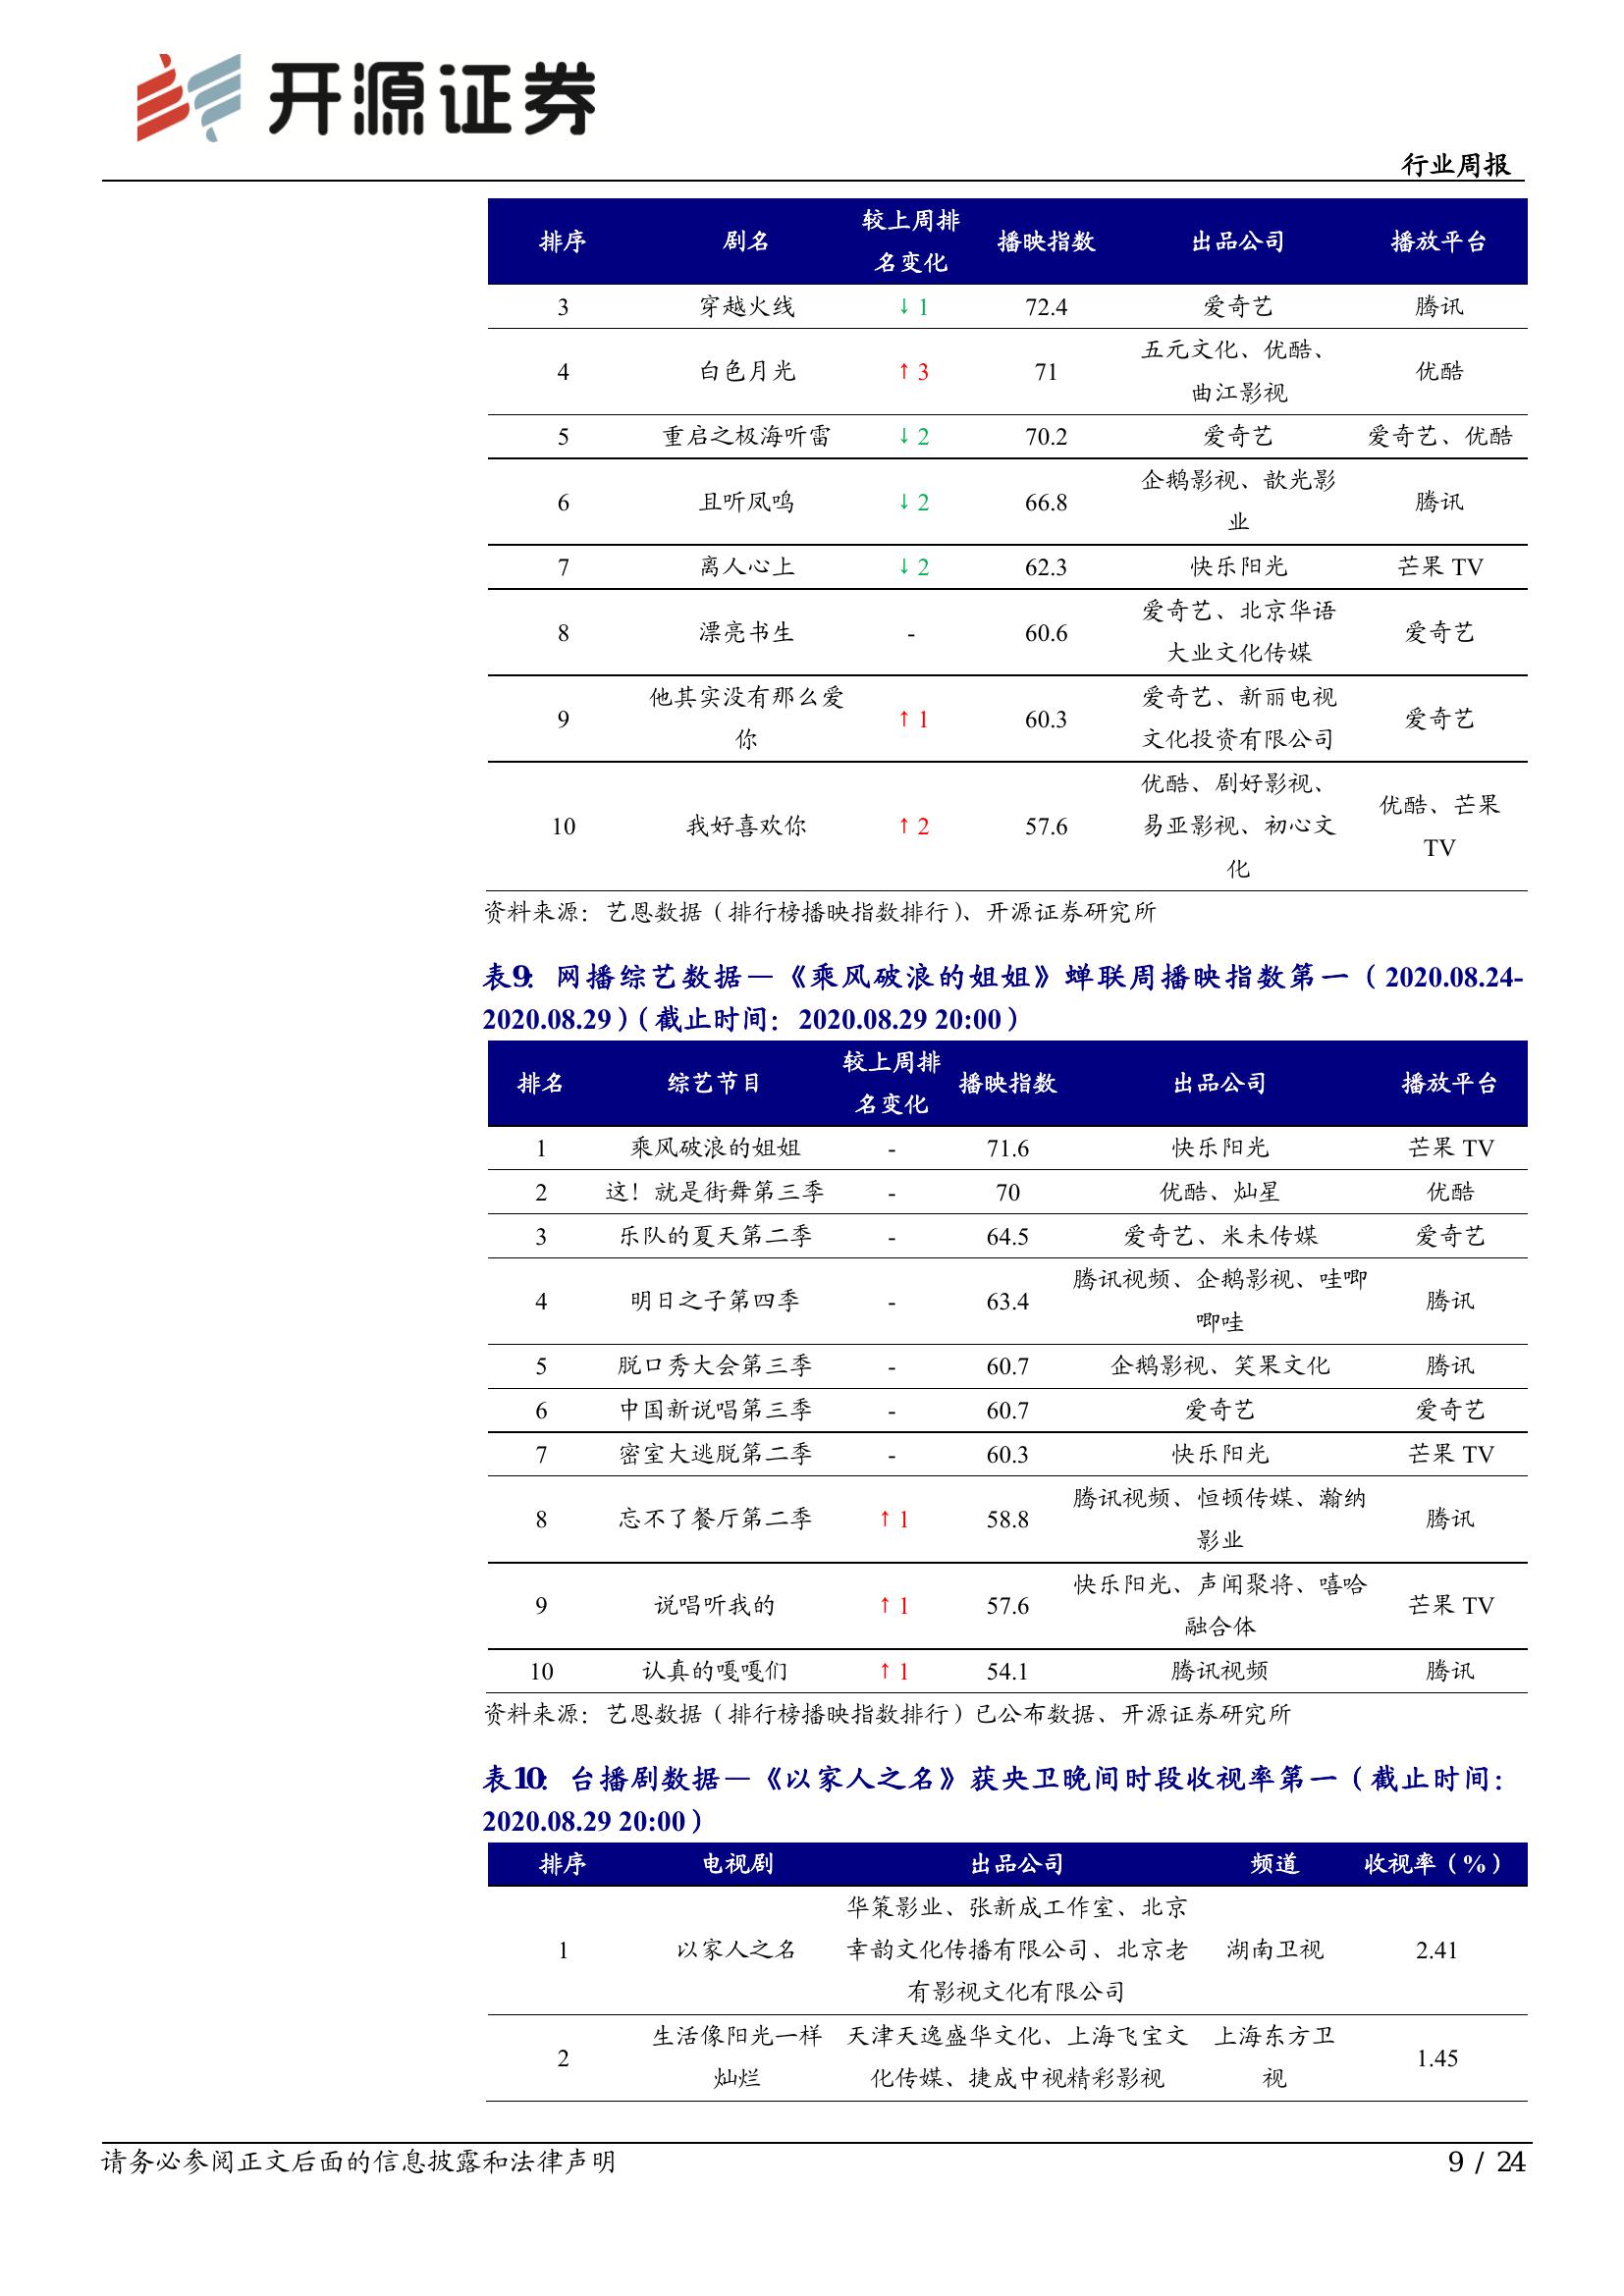 开源证券
行业周报
排序 剧名 较上周排名变化 播映指数 出品公司 播放平台
3 穿越火线 ↓1 72.4 爱奇艺 腾讯
4 白色月光 ↑3 71 五元文化、优酷、曲江影视 优酷
5 重启之极海听雷 ↓2 70.2 爱奇艺 爱奇艺、优酷
6 且听凤鸣 ↓2 66.8 企鹅影视、歆光影业 腾讯
7 离人心上 ↓2 62.3 快乐阳光 芒果 TV
8 漂亮书生 - 60.6 爱奇艺、北京华语大业文化传媒 爱奇艺
9 他其实没有那么爱你 ↑1 60.3 爱奇艺、新丽电视文化投资有限公司 爱奇艺
10 我好喜欢你 ↑2 57.6 优酷、剧好影视、易亚影视、初心文化 优酷、芒果 TV
资料来源：艺恩数据（排行榜播映指数排行）、开源证券研究所
表9：网播综艺数据—《乘风破浪的姐姐》蝉联周播映指数第一（2020.08.24-
2020.08.29）（截止时间：2020.08.29 20:00）
排名 综艺节目 较上周排名变化 播映指数 出品公司 播放平台
1 乘风破浪的姐姐 - 71.6 快乐阳光 芒果 TV
2 这！就是街舞第三季 - 70 优酷、灿星 优酷
3 乐队的夏天第二季 - 64.5 爱奇艺、米未传媒 爱奇艺
4 明日之子第四季 - 63.4 腾讯视频、企鹅影视、哇唧唧哇 腾讯
5 脱口秀大会第三季 - 60.7 企鹅影视、笑果文化 腾讯
6 中国新说唱第三季 - 60.7 爱奇艺 爱奇艺
7 密室大逃脱第二季 - 60.3 快乐阳光 芒果 TV
8 忘不了餐厅第二季 ↑1 58.8 腾讯视频、恒顿传媒、瀚纳影业 腾讯
9 说唱听我的 ↑1 57.6 快乐阳光、声闻聚将、嘻哈融合体 芒果 TV
10 认真的嘎嘎们 ↑1 54.1 腾讯视频 腾讯
资料来源：艺恩数据（排行榜播映指数排行）已公布数据、开源证券研究所
表10：台播剧数据—《以家人之名》获央卫晚间时段收视率第一（截止时间：
2020.08.29 20:00）
排序 电视剧 出品公司 频道 收视率（%）
1 以家人之名 华策影业、张新成工作室、北京幸韵文化传播有限公司、北京老有影视文化有限公司 湖南卫视 2.41
2 生活像阳光一样灿烂 天津天逸盛华文化、上海飞宝文化传媒、捷成中视精彩影视 上海东方卫视 1.45
请务必参阅正文后面的信息披露和法律声明
9 / 24